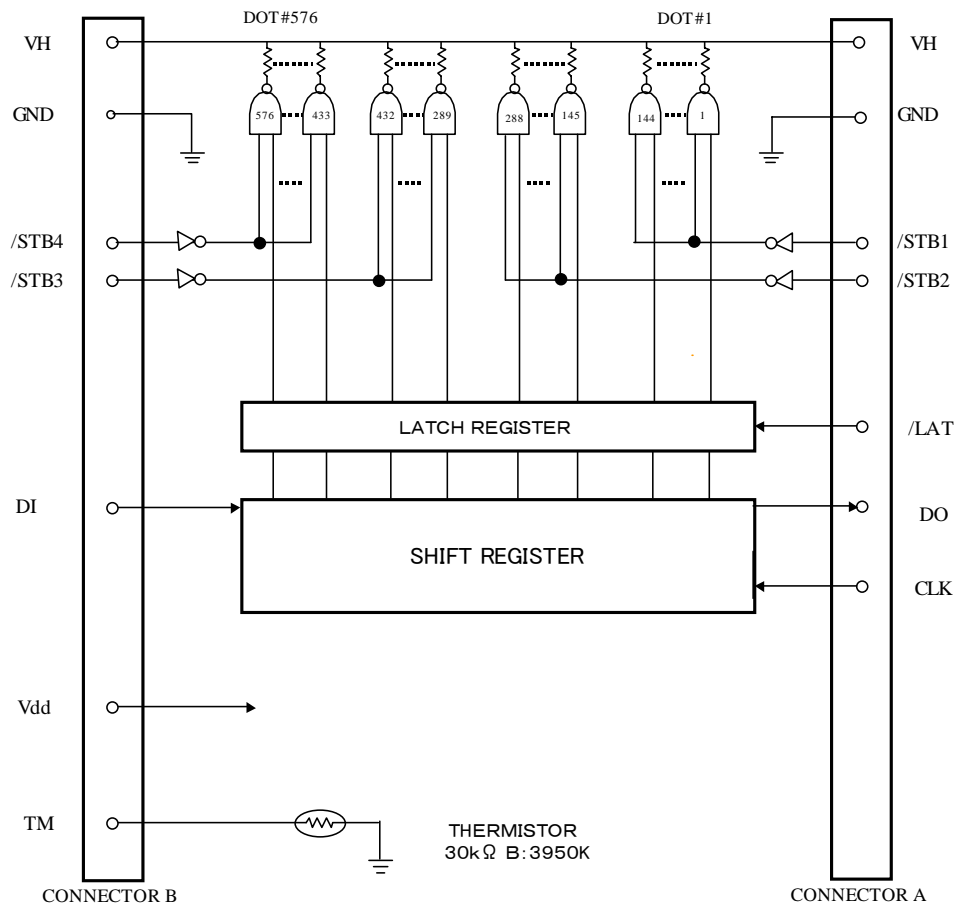 DOT#576 DOT#1
VH VH
GND GND
576 433 432 289 288 145 144 1
/STB4 /STB1
/STB3 /STB2
LATCH REGISTER /LAT
DI DO
SHIFT REGISTER
CLK
Vdd
TM
THERMISTOR
30kΩ B:3950K
CONNECTOR B CONNECTOR A